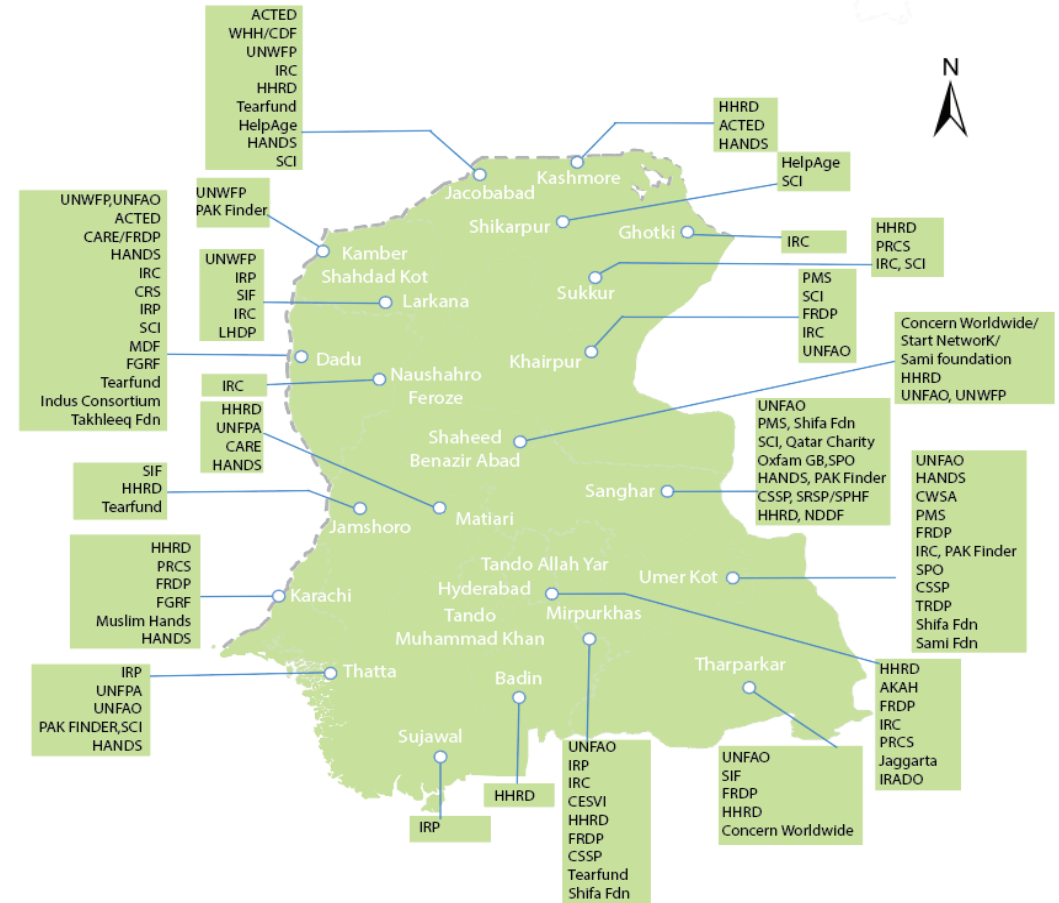 ACTED
WHH/CDF
UNWFP
IRC
HHRD
Tearfund
HelpAge
HANDS
SCI
N
HHRD
ACTED
HANDS
HelpAge
SCI
Jacobabad
Kashmore
Shikarpur
Ghotki
IRC
HHRD
PRCS
IRC, SCI
UNWFP
PAK Finder
Kamber
Shahdad Kot
UNWFP,UNFAO
ACTED
CARE/FRDP
HANDS
IRC
CRS
IRP
SCI
MDF
FGRF
Tearfund
Indus Consortium
Takhleeq Fdn
UNWFP
IRP
SIF
IRC
LHDP
Larkana
Sukkur
PMS
SCI
FRDP
IRC
UNFAO
Dadu
Khairpur
Concern Worldwide/
Start NetworK/
Sami foundation
HHRD
UNFAO, UNWFP
IRC
Naushahro
Feroze
HHRD
UNFPA
CARE
HANDS
Shaheed
Benazir Abad
UNFAO
PMS, Shifa Fdn
SCI, Qatar Charity
Oxfam GB,SPO
HANDS, PAK Finder
CSSP, SRSP/SPHF
HHRD, NDDF
Sanghar
UNFAO
HANDS
CWSA
PMS
FRDP
IRC, PAK Finder
SPO
CSSP
TRDP
Shifa Fdn
Sami Fdn
SIF
HHRD
Tearfund
Jamshoro
Matiari
HHRD
PRCS
FRDP
FGRF
Muslim Hands
HANDS
Karachi
Tando Allah Yar
Hyderabad
Umer Kot
Tando
Muhammad Khan
Mirpurkhas
IRP
UNFPA
UNFAO
PAK FINDER,SCI
HANDS
Thatta
Badin
Tharparkar
HHRD
AKAH
FRDP
IRC
PRCS
Jaggarta
IRADO
Sujawal
IRP
HHRD
UNFAO
IRP
IRC
CESVI
HHRD
FRDP
CSSP
Tearfund
Shifa Fdn
UNFAO
SIF
FRDP
HHRD
Concern Worldwide